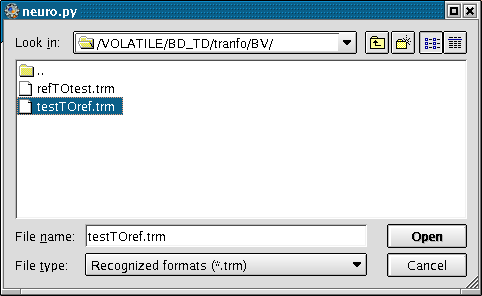 neuro.py
Look in: /VOLATILE/BD_TD/tranfo/BV/
..
refTOtest.trm
testTOref.trm
File name: testTOref.trm Open
File type: Recognized formats (*.trm) Cancel